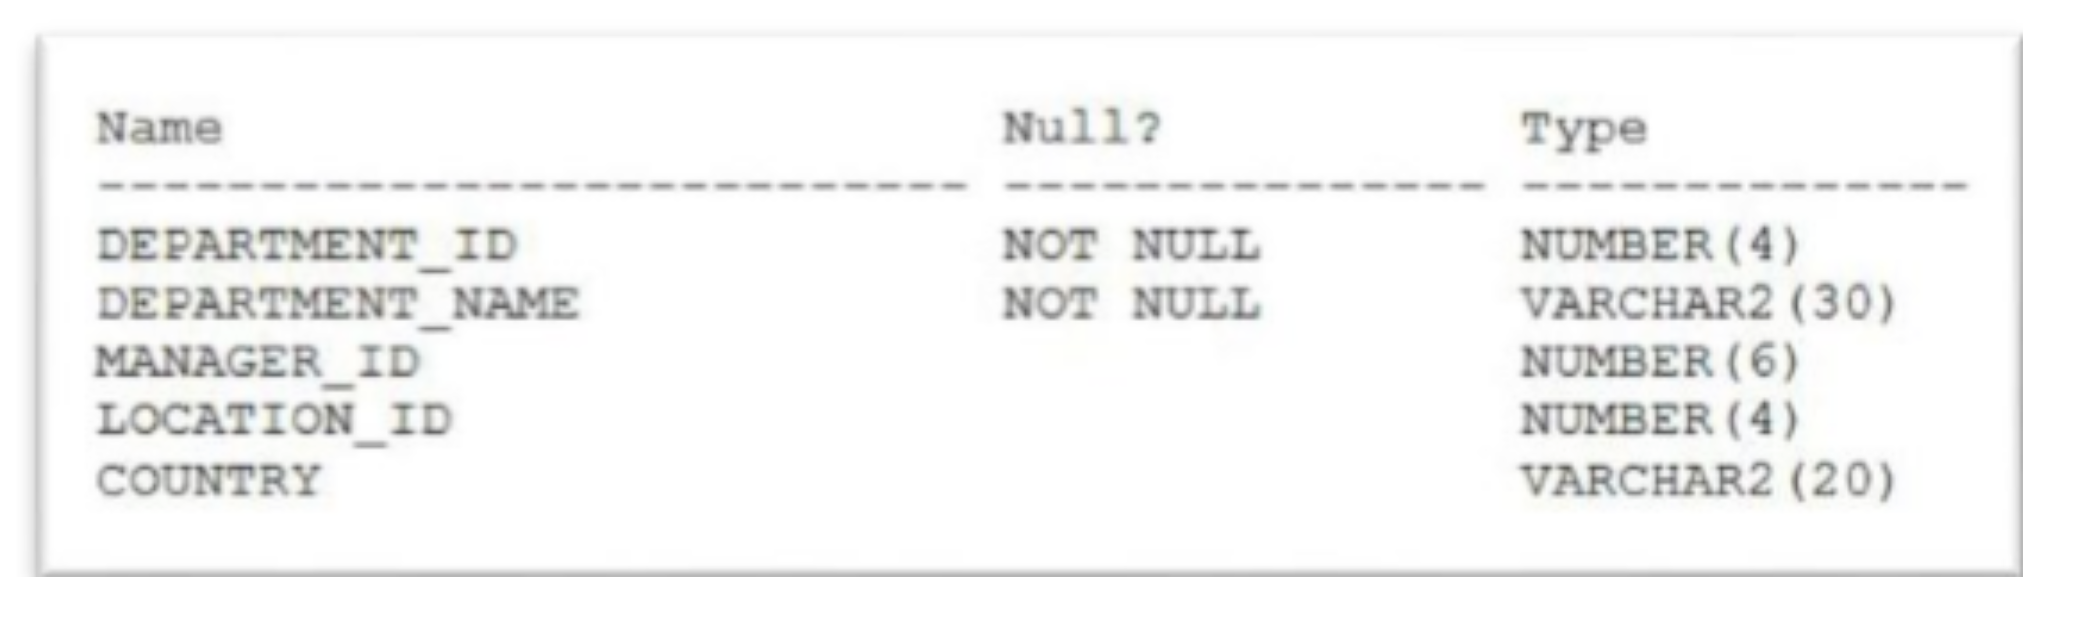 Name Null? Type
--------------------------- --------------- --------------
DEPARTMENT_ID NOT NULL NUMBER(4)
DEPARTMENT_NAME NOT NULL VARCHAR2(30)
MANAGER_ID NUMBER(6)
LOCATION_ID NUMBER(4)
COUNTRY VARCHAR2(20)